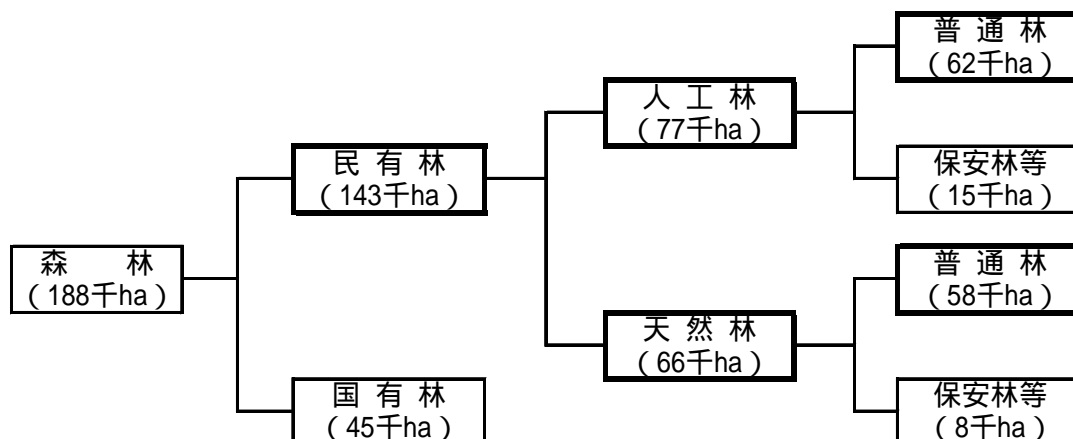 森　林
（188千ha）
民 有 林
（143千ha）
国 有 林
（45千ha）
人 工 林
（77千ha）
天 然 林
（66千ha）
普 通 林
（62千ha）
保安林等
（15千ha）
普 通 林
（58千ha）
保安林等
（8千ha）